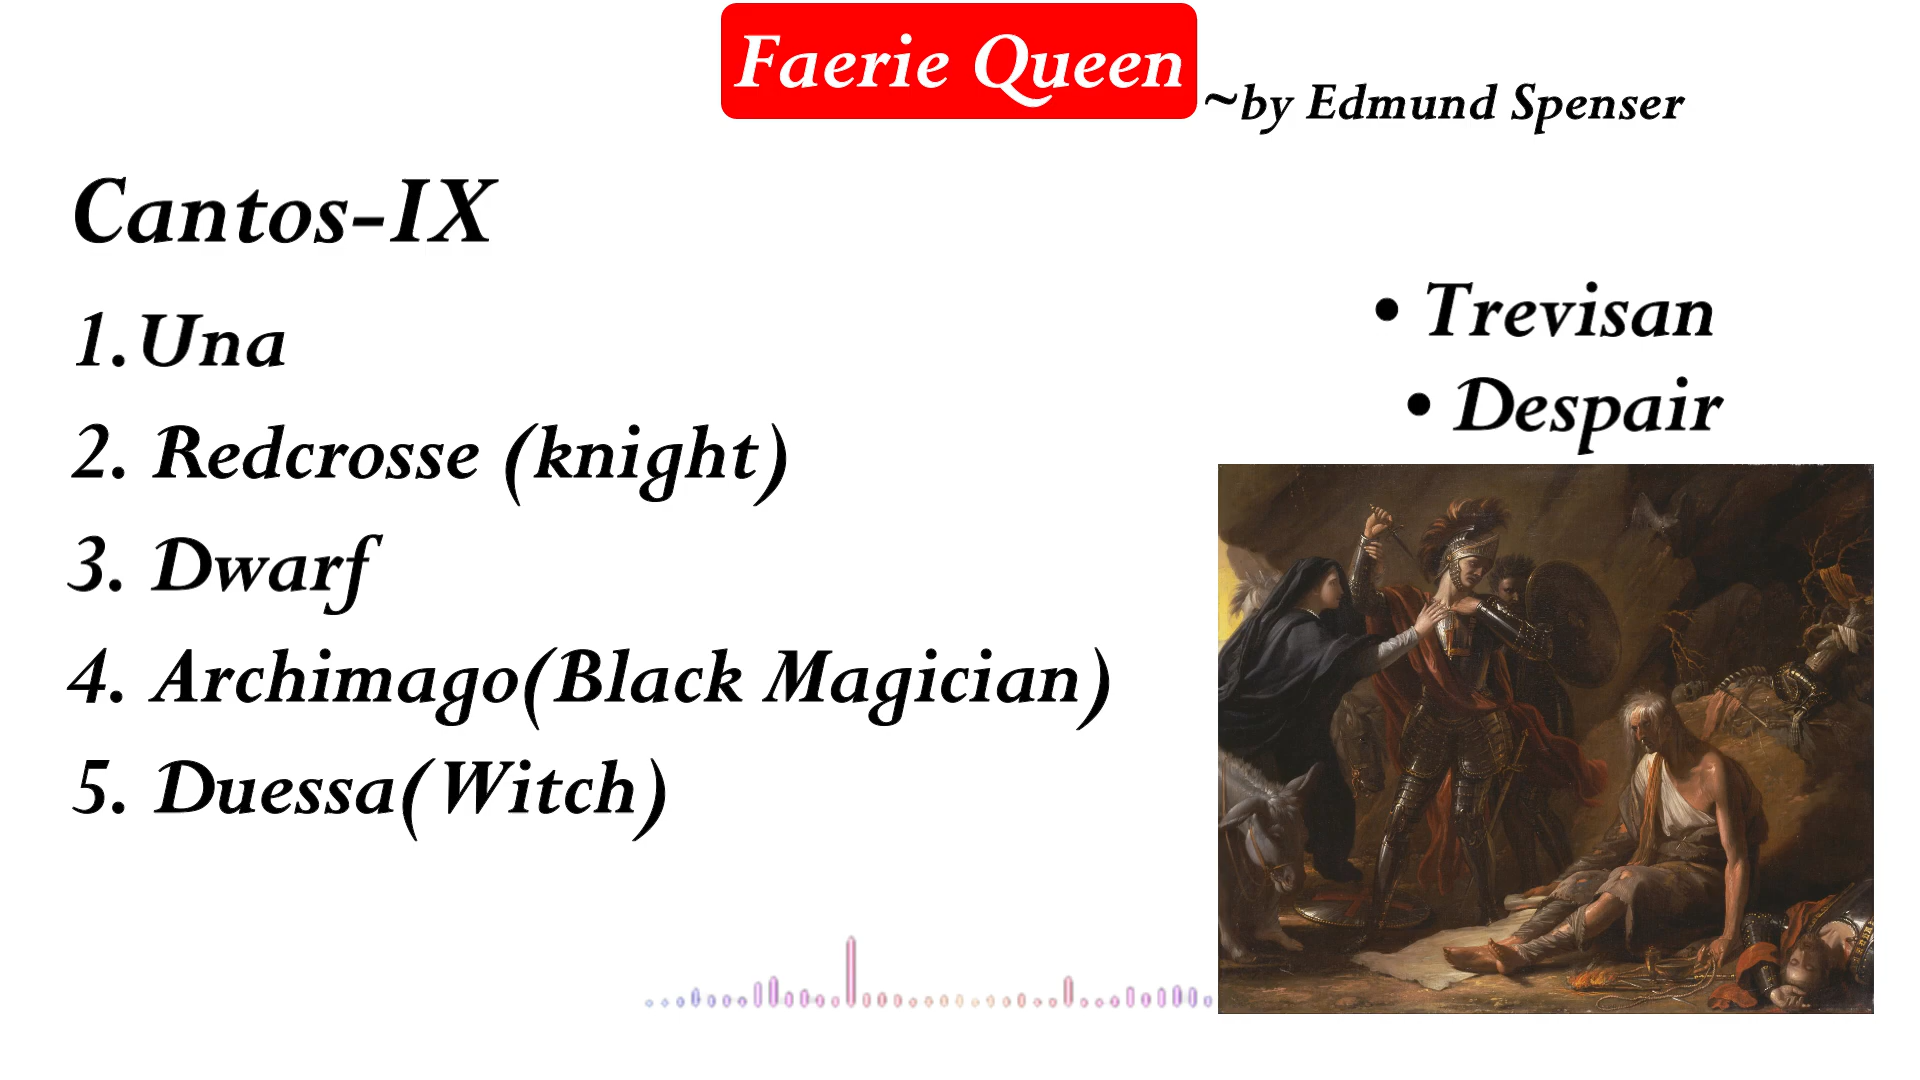 Faerie Queen
~by Edmund Spenser
Cantos-IX
1.Una
2. Redcrosse (knight)
3. Dwarf
4. Archimago(Black Magician)
5. Duessa(Witch)
• Trevisan
• Despair